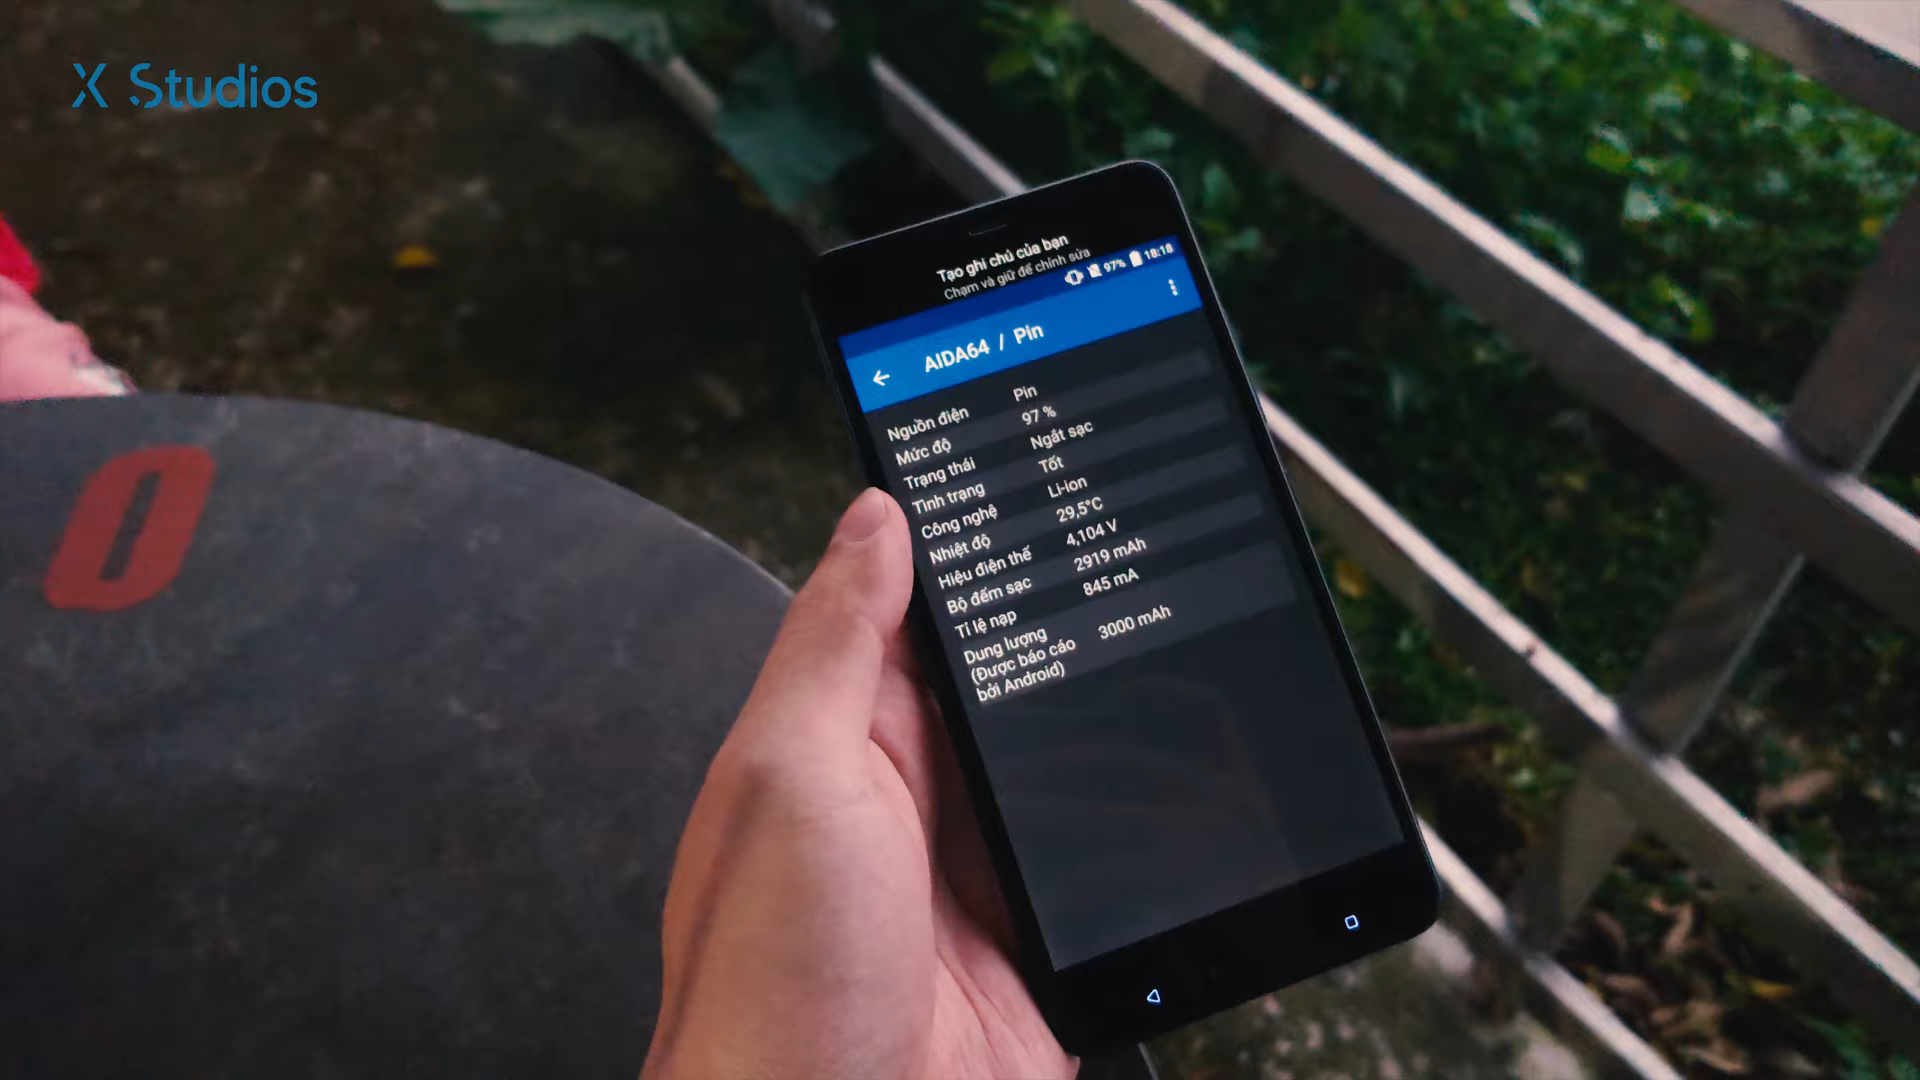 X Studios
Tạo ghi chú của bạn
Chạm và giữ để chỉnh sửa
97% 18:18
AIDA64 / Pin
Nguồn điện Pin
Mức độ 97 %
Trạng thái Ngắt sạc
Tình trạng Tốt
Công nghệ Li-ion
Nhiệt độ 29,5°C
Hiệu điện thế 4,104 V
Bộ đếm sạc 2919 mAh
Tỉ lệ nạp 845 mA
Dung lượng 3000 mAh
(Được báo cáo
bởi Android)
0